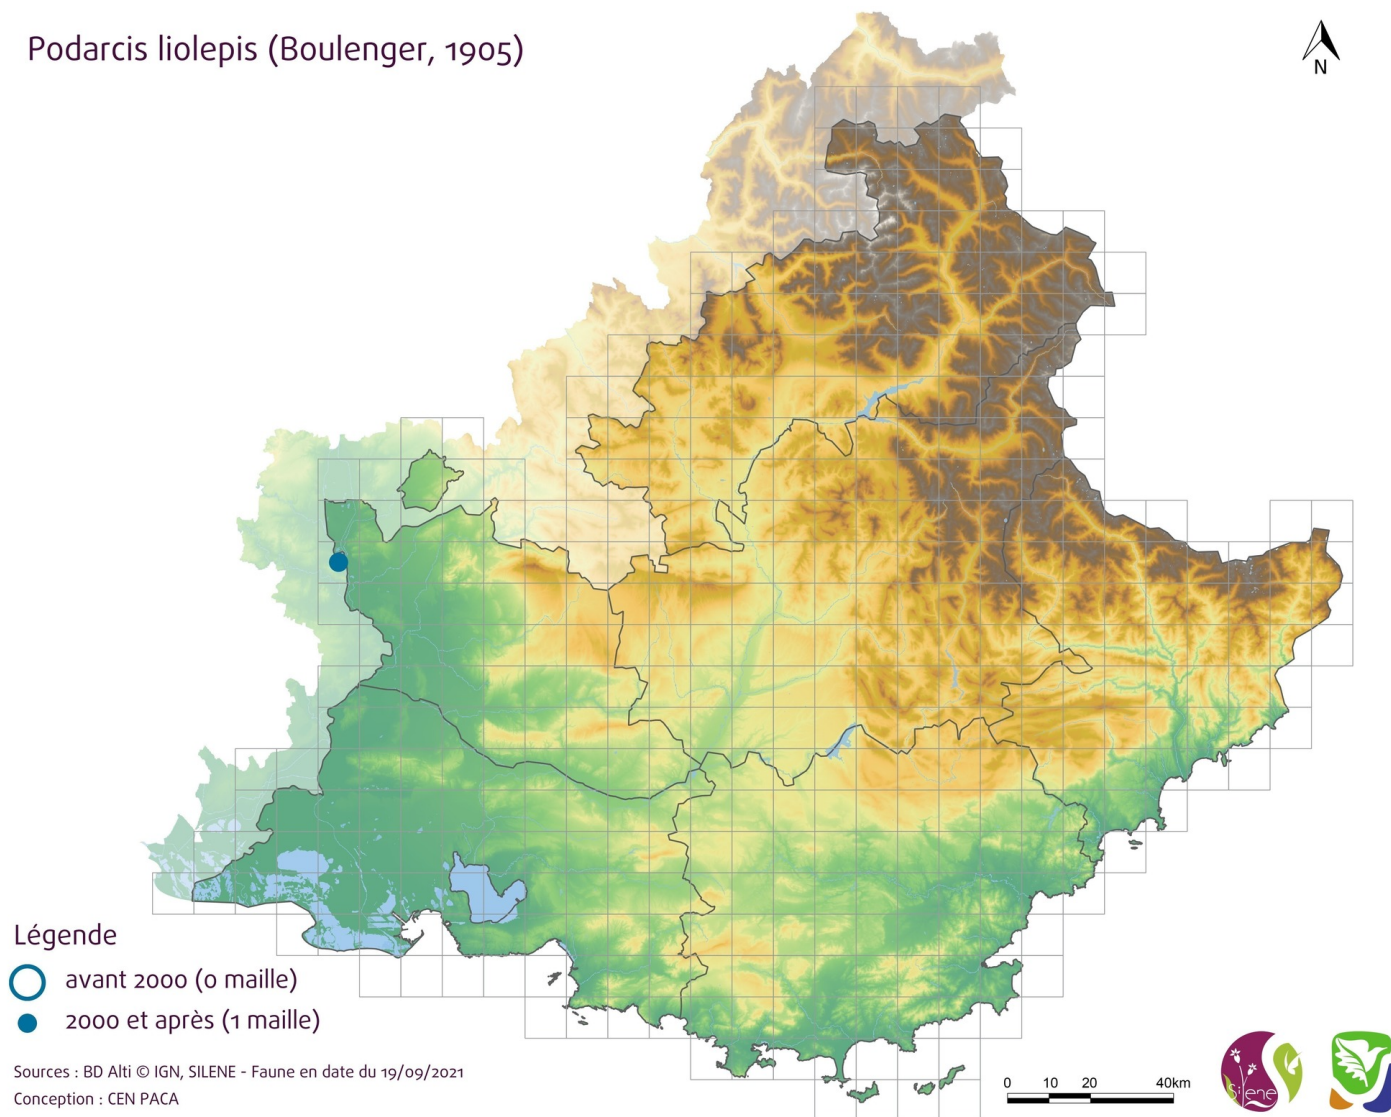 Podarcis liolepis (Boulenger, 1905)
N
Légende
avant 2000 (0 maille)
2000 et après (1 maille)
Sources : BD Alti © IGN, SILENE - Faune en date du 19/09/2021
Conception : CEN PACA
0 10 20 40km
Silene